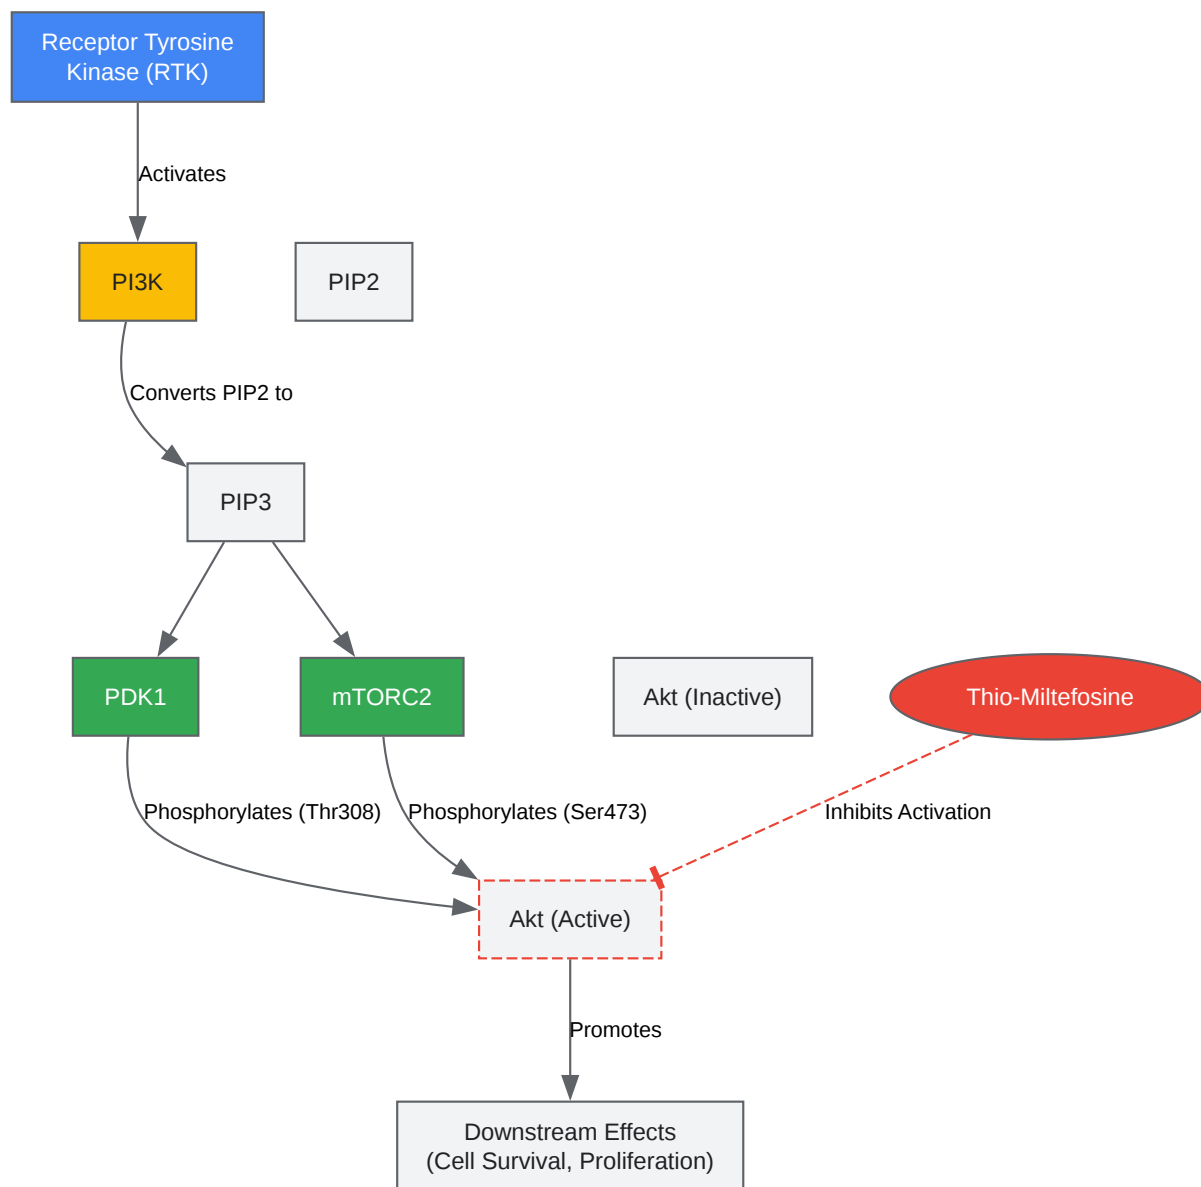 Receptor Tyrosine
Kinase (RTK)
Activates
PI3K
PIP2
Converts PIP2 to
PIP3
PDK1
mTORC2
Akt (Inactive)
Thio-Miltefosine
Phosphorylates (Thr308)
Phosphorylates (Ser473)
Inhibits Activation
Akt (Active)
Promotes
Downstream Effects
(Cell Survival, Proliferation)